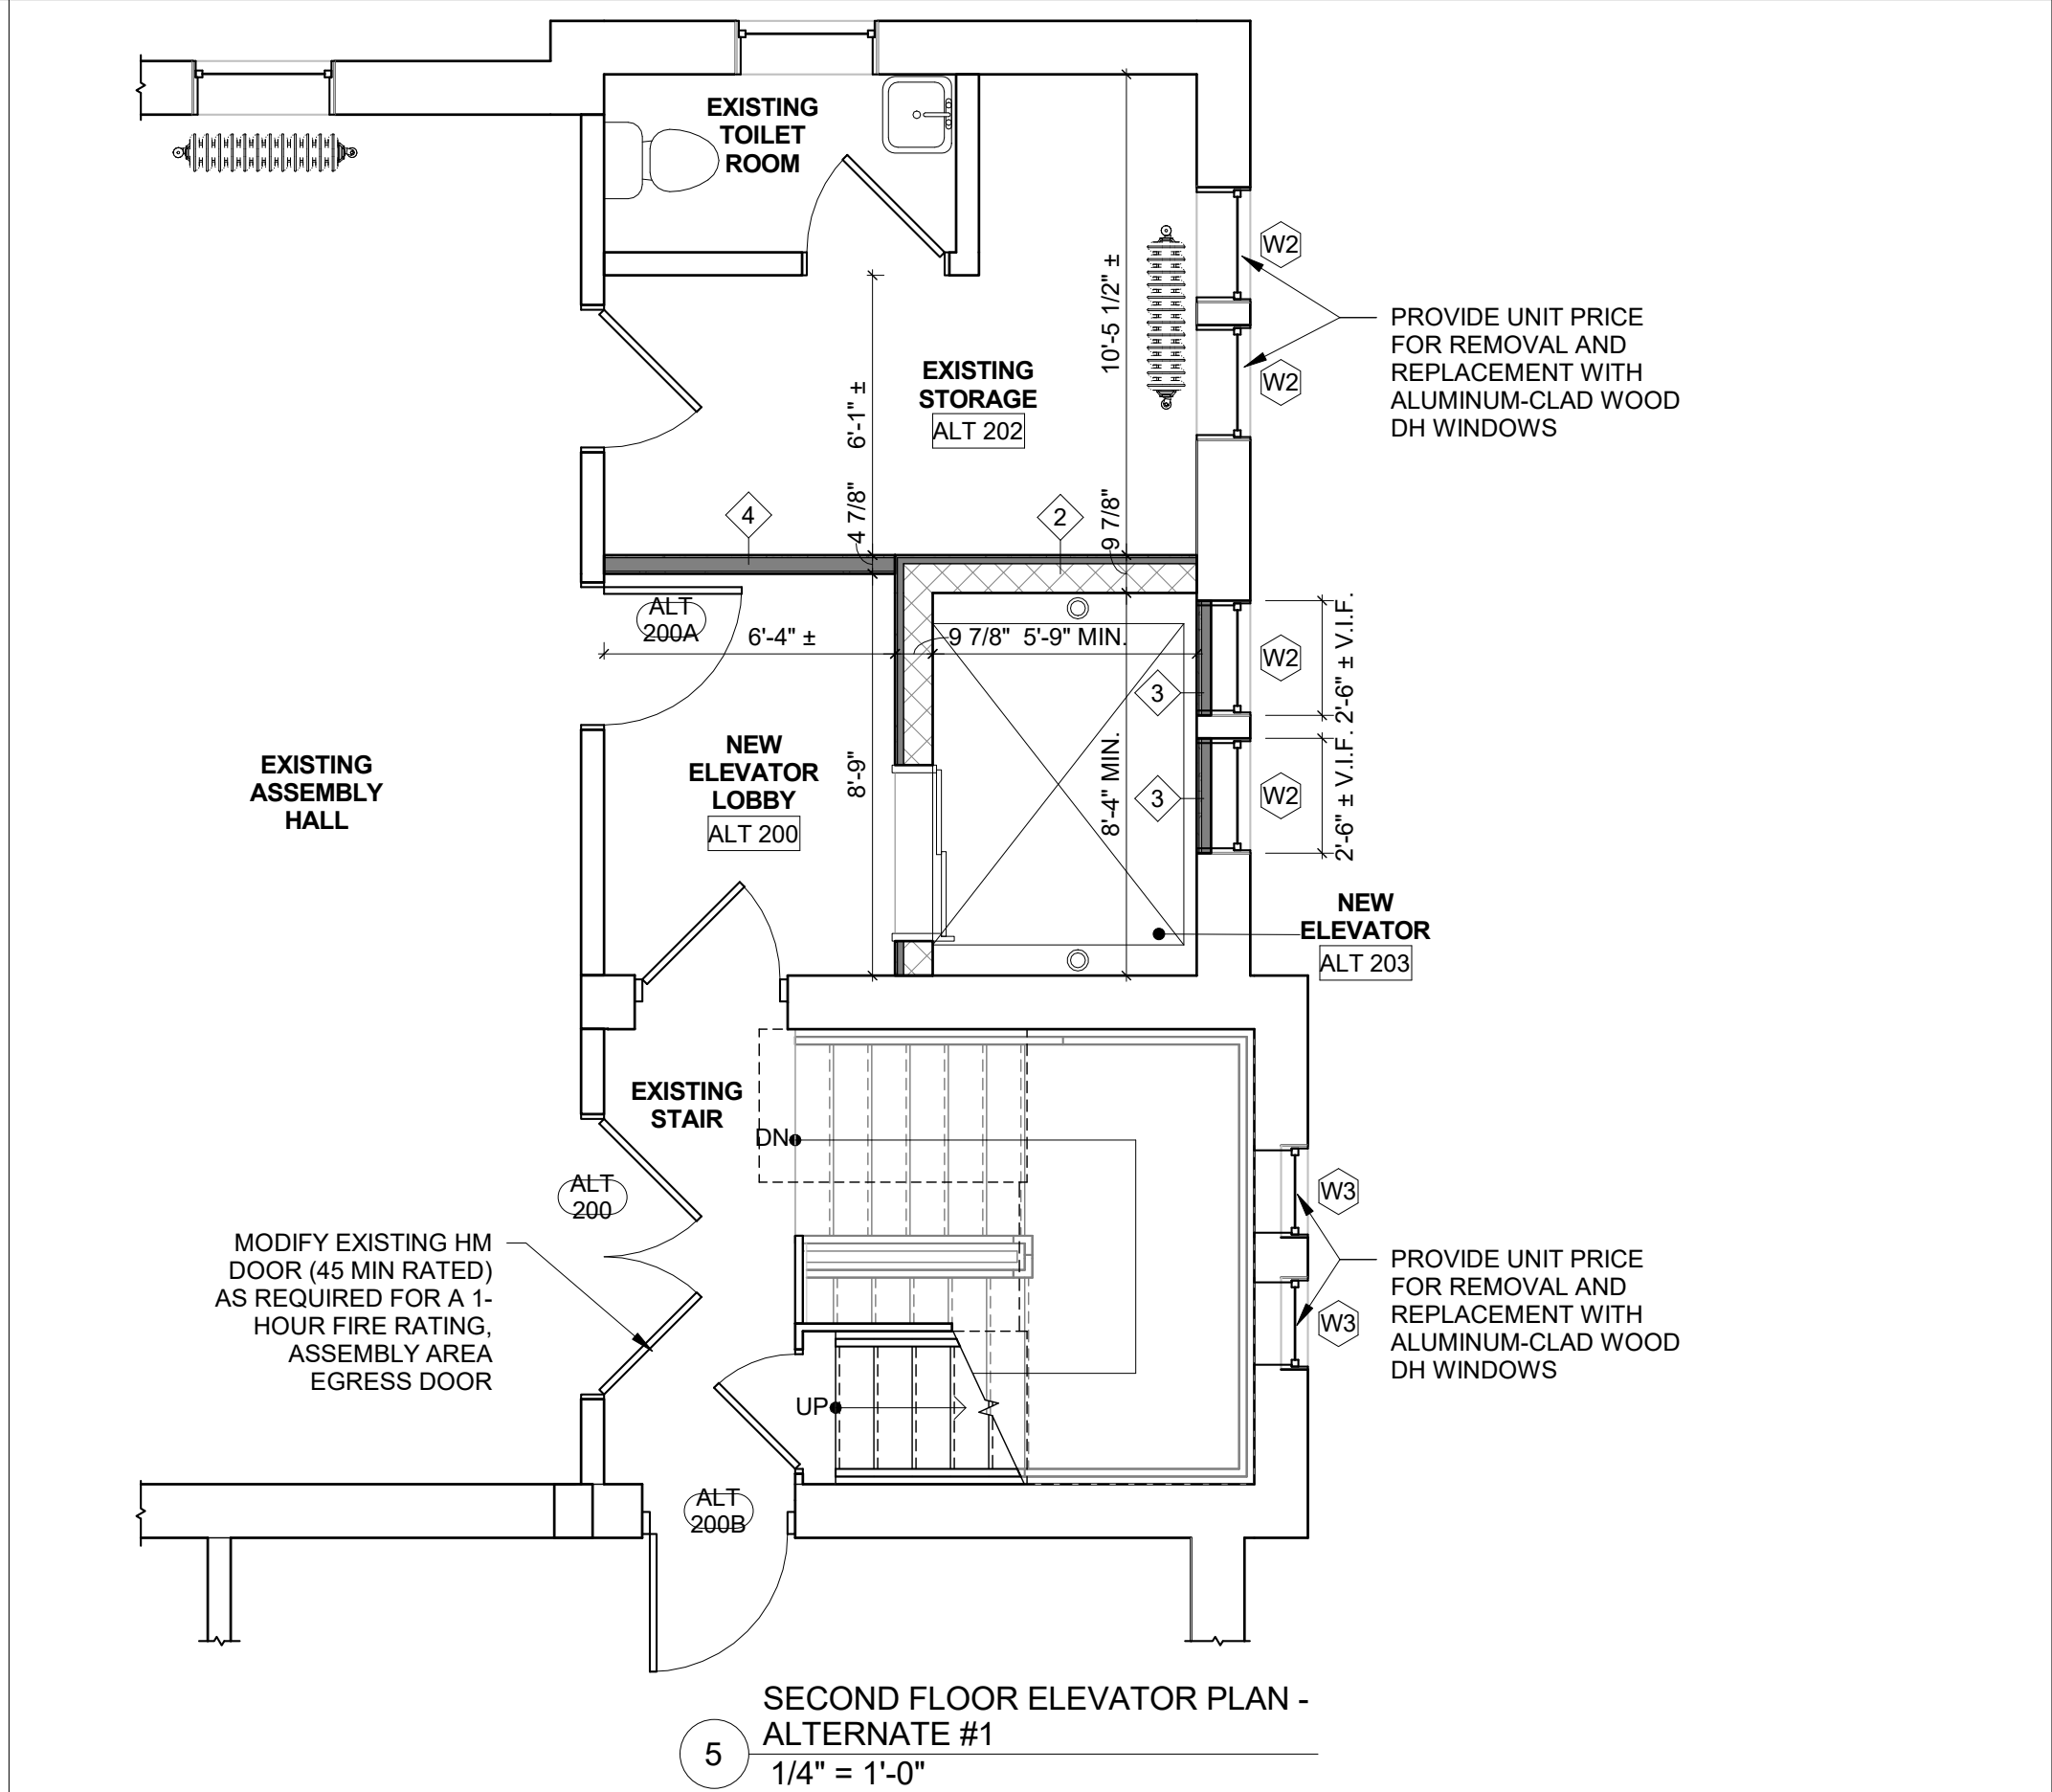 EXISTING
TOILET
ROOM
W2
W2
PROVIDE UNIT PRICE
FOR REMOVAL AND
REPLACEMENT WITH
ALUMINUM-CLAD WOOD
DH WINDOWS
10'-5 1/2" ±
6'-1" ±
EXISTING
STORAGE
ALT 202
4 7/8"
9 7/8"
4
2
ALT
200A
6'-4" ±
9 7/8"
5'-9" MIN.
W2
2'-6" ± V.I.F.
3
NEW
ELEVATOR
LOBBY
ALT 200
8'-9"
8'-4" MIN.
3
W2
2'-6" ± V.I.F.
EXISTING
ASSEMBLY
HALL
NEW
ELEVATOR
ALT 203
EXISTING
STAIR
DN
ALT
200
W3
W3
MODIFY EXISTING HM
DOOR (45 MIN RATED)
AS REQUIRED FOR A 1-
HOUR FIRE RATING,
ASSEMBLY AREA
EGRESS DOOR
PROVIDE UNIT PRICE
FOR REMOVAL AND
REPLACEMENT WITH
ALUMINUM-CLAD WOOD
DH WINDOWS
UP
ALT
200B
5
SECOND FLOOR ELEVATOR PLAN -
ALTERNATE #1
1/4" = 1'-0"